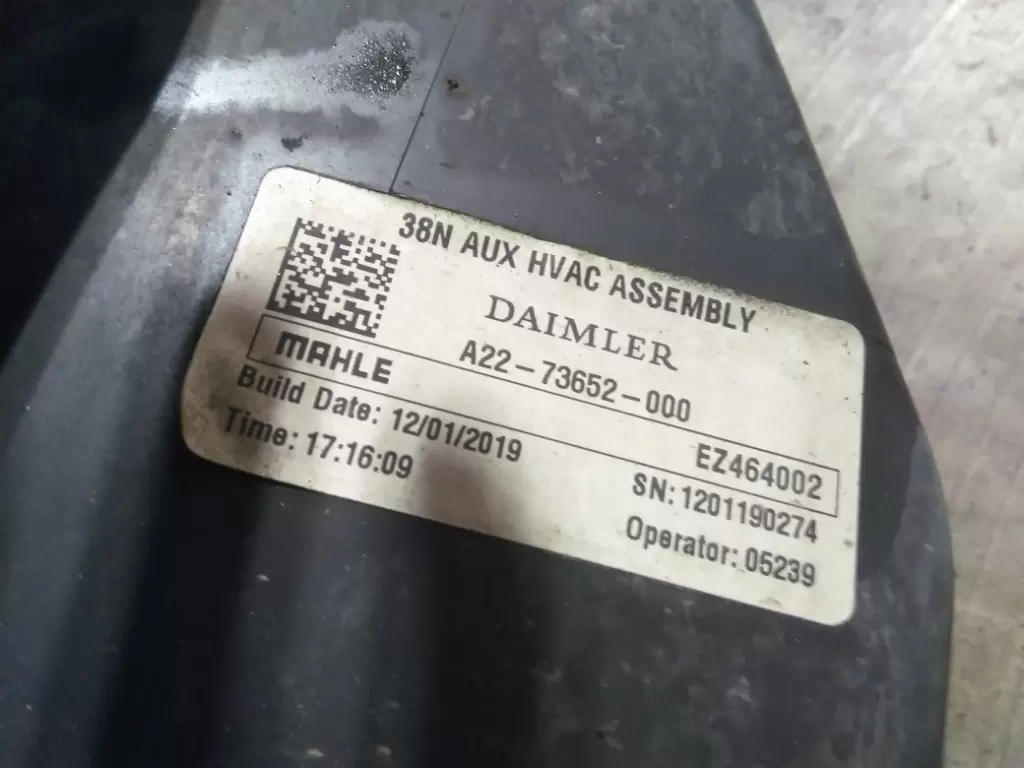 38N AUX HVAC ASSEMBLY
DAIMLER
A22-73652-000
MAHLE EZ464002
Build Date: 12/01/2019 SN: 1201190274
Time: 17:16:09 Operator: 05239